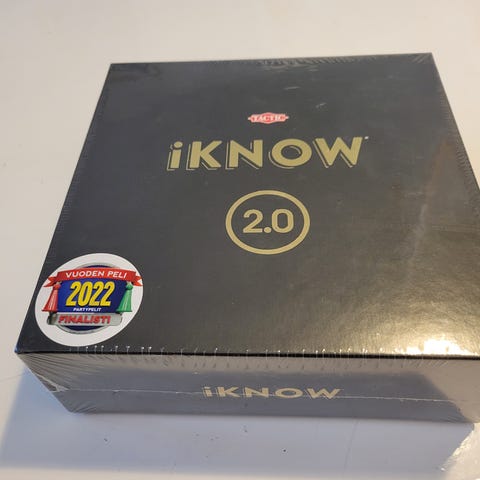 TACTIC
iKNOW
2.0
VUODEN PELI
2022
PARTYPELIT
FINALISTI
iKNOW